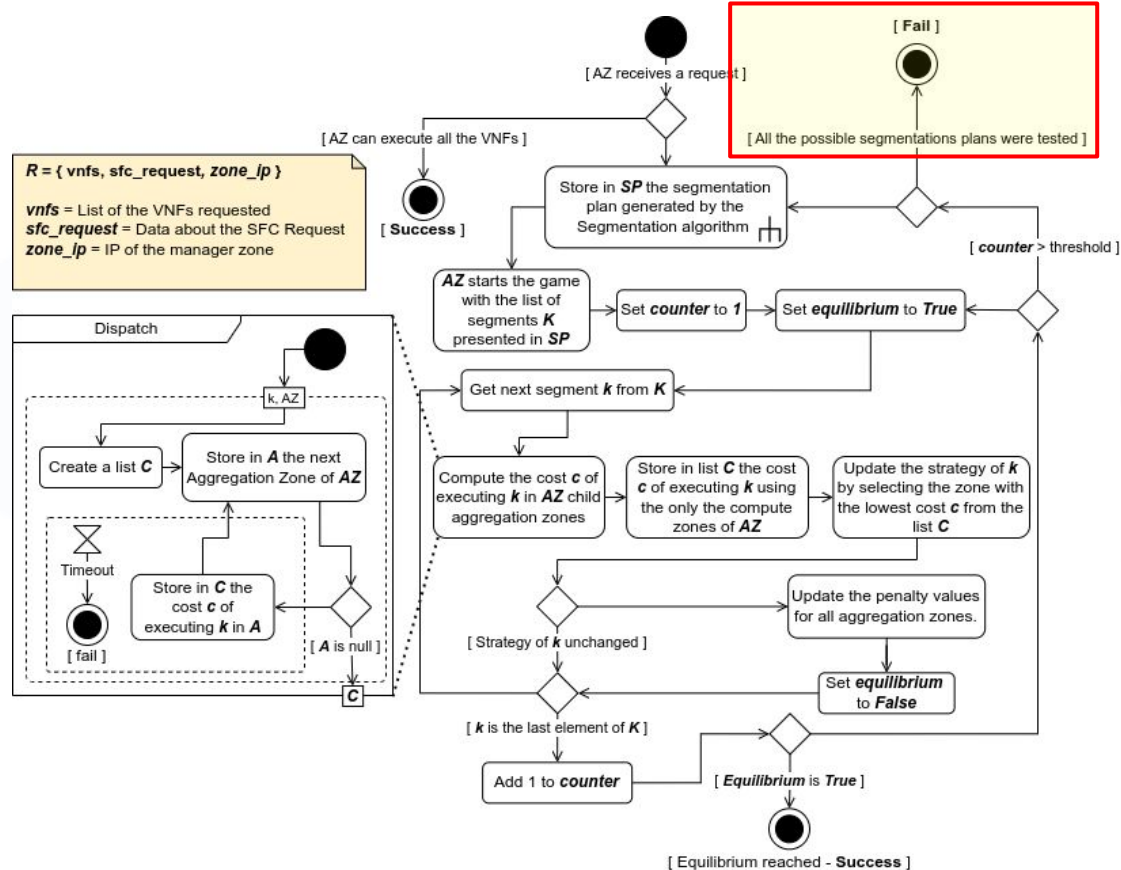 [ Fail ]
[ AZ receives a request ]
[ AZ can execute all the VNFs ]
[ All the possible segmentations plans were tested ]
R = { vnfs, sfc_request, zone_ip }
vnfs = List of the VNFs requested
sfc_request = Data about the SFC Request
zone_ip = IP of the manager zone
[ Success ]
Store in SP the segmentation
plan generated by the
Segmentation algorithm
[ counter > threshold ]
AZ starts the game
with the list of
segments K
presented in SP
Set counter to 1
Set equilibrium to True
Dispatch
k, AZ
Create a list C
Store in A the next
Aggregation Zone of AZ
Timeout
[ fail ]
Store in C the
cost c of
executing k in A
[ A is null ]
C
Get next segment k from K
Compute the cost c of
executing k in AZ child
aggregation zones
Store in list C the cost
c of executing k using
the only the compute
zones of AZ
Update the strategy of k
by selecting the zone with
the lowest cost c from the
list C
[ Strategy of k unchanged ]
Update the penalty values
for all aggregation zones.
Set equilibrium
to False
[ k is the last element of K ]
Add 1 to counter
[ Equilibrium is True ]
[ Equilibrium reached - Success ]